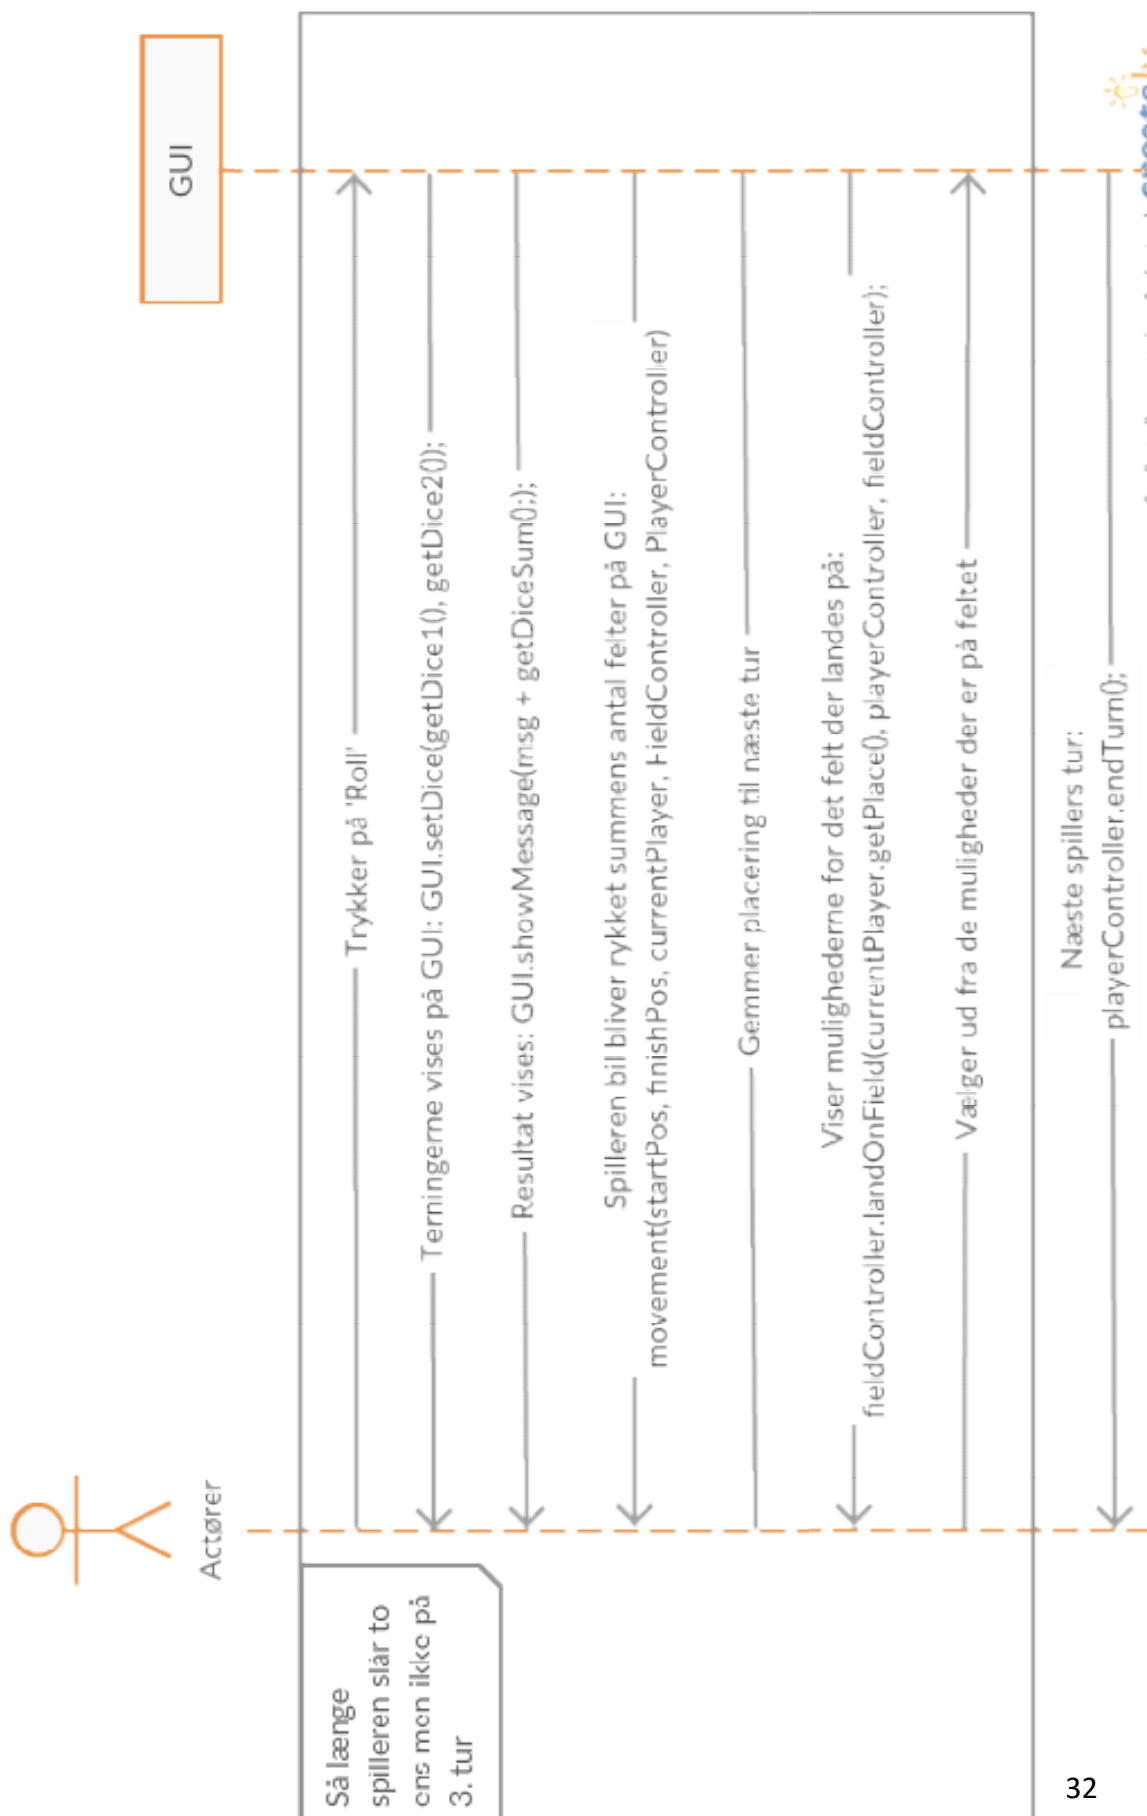 Actører
GUI
Så længe
spilleren slår to
ens men ikke på
3. tur
Trykker på 'Roll'
Terningerne vises på GUI: GUI.setDice(getDice1(), getDice2());
Resultat vises: GUI.showMessage(msg + getDiceSum(););
Spilleren bil bliver rykket summens antal felter på GUI:
movement(startPos, finishPos, currentPlayer, FieldController, PlayerController)
Gemmer placering til næste tur
Viser mulighederne for det felt der landes på:
fieldController.landOnField(currentPlayer.getPlace(), playerController, fieldController);
Vælger ud fra de muligheder der er på feltet
Næste spillers tur:
playerController.endTurn();
creately
32